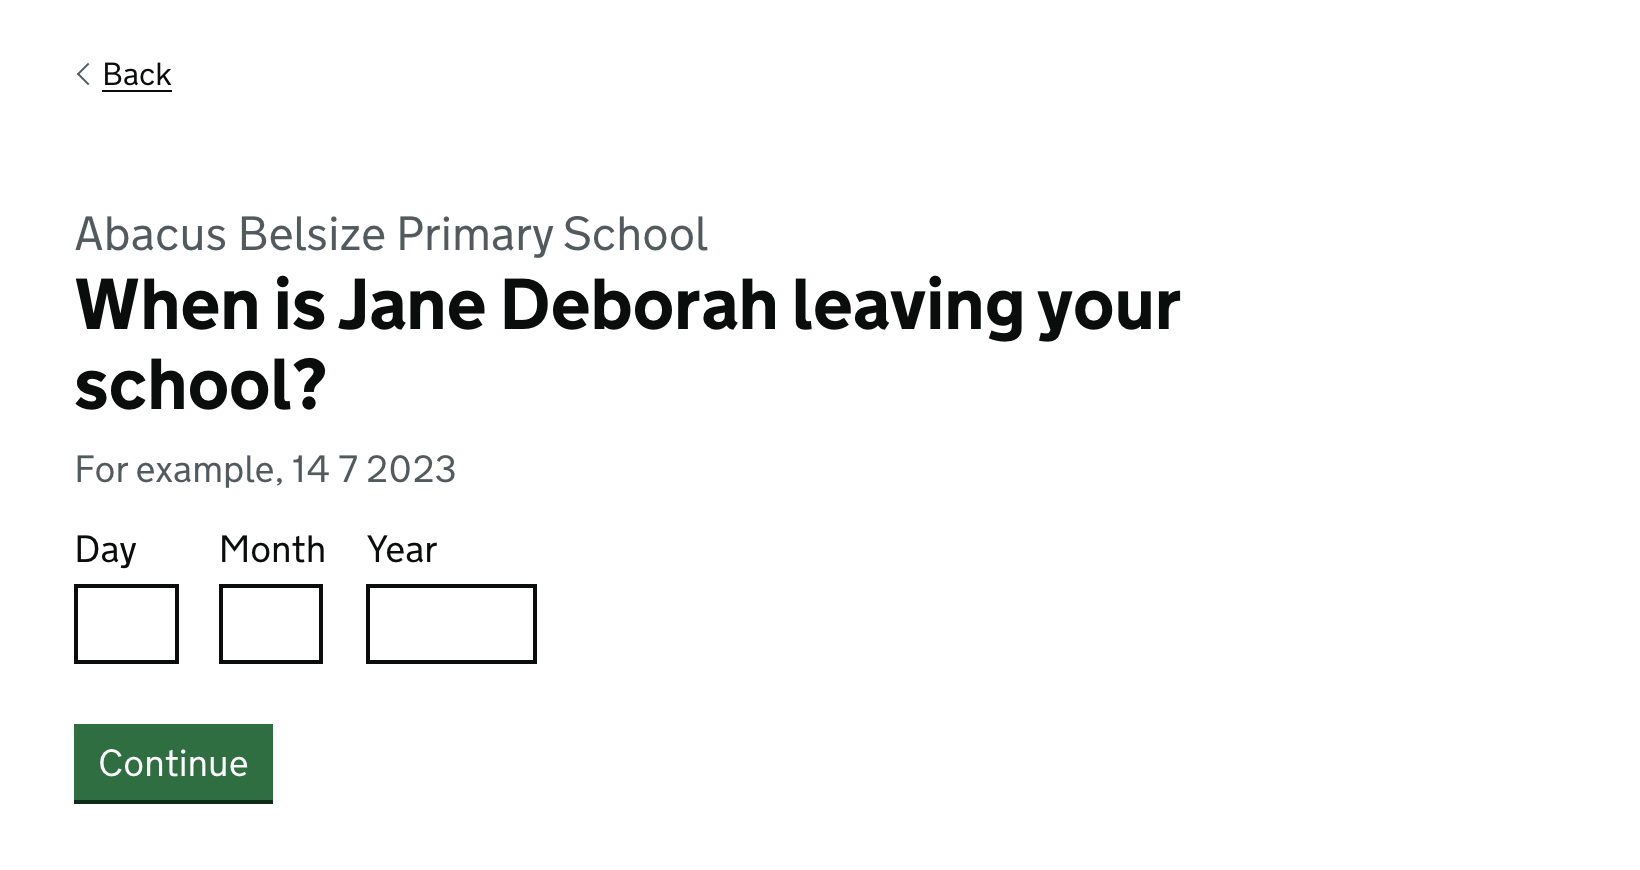 Back
Abacus Belsize Primary School
When is Jane Deborah leaving your
school?
For example, 14 7 2023
Day Month Year
Continue